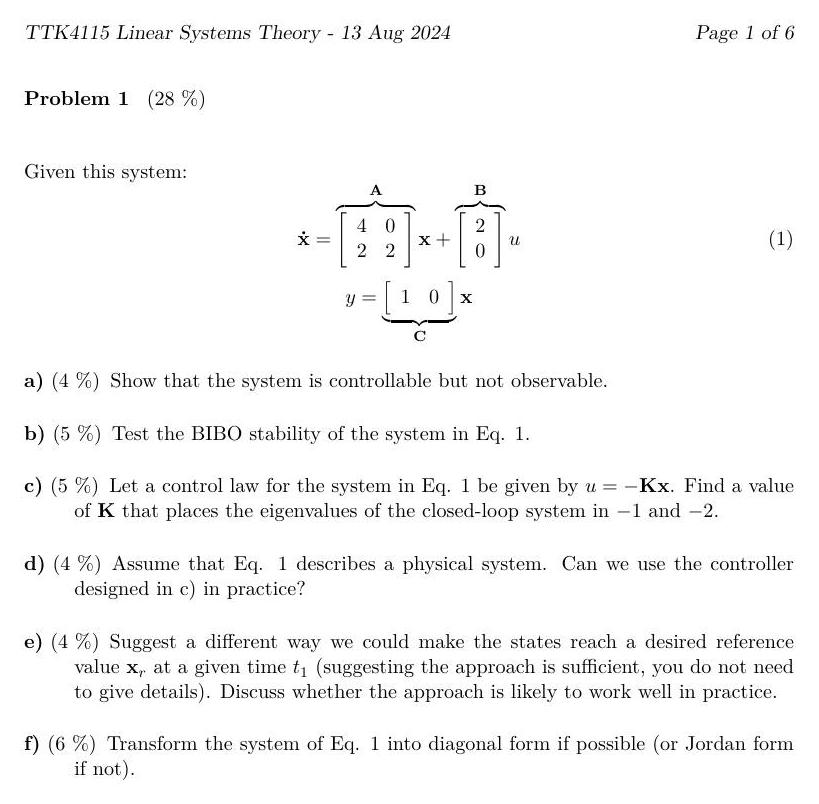 TTK4115 Linear Systems Theory - 13 Aug 2024 Page 1 of 6
Problem 1 (28 %)
Given this system:
A B
ẋ = [ 4 0 ; 2 2 ] x + [ 2 ; 0 ] u (1)
y = [ 1 0 ] x
C
a) (4 %) Show that the system is controllable but not observable.
b) (5 %) Test the BIBO stability of the system in Eq. 1.
c) (5 %) Let a control law for the system in Eq. 1 be given by u = −Kx. Find a value
of K that places the eigenvalues of the closed-loop system in −1 and −2.
d) (4 %) Assume that Eq. 1 describes a physical system. Can we use the controller
designed in c) in practice?
e) (4 %) Suggest a different way we could make the states reach a desired reference
value xᵣ at a given time t₁ (suggesting the approach is sufficient, you do not need
to give details). Discuss whether the approach is likely to work well in practice.
f) (6 %) Transform the system of Eq. 1 into diagonal form if possible (or Jordan form
if not).